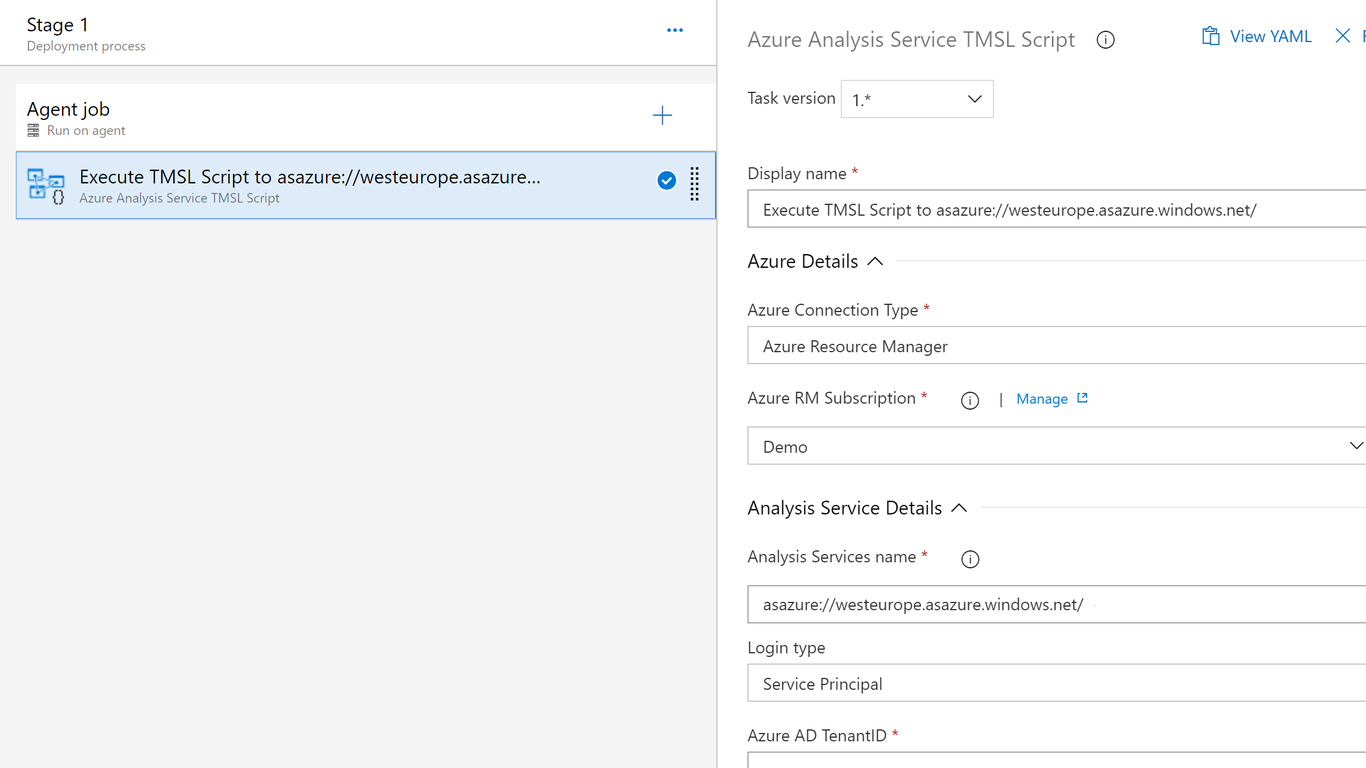 Stage 1
Deployment process
Agent job
Run on agent
Execute TMSL Script to asazure://westeurope.asazure...
Azure Analysis Service TMSL Script
Azure Analysis Service TMSL Script
View YAML
Task version 1.*
Display name *
Execute TMSL Script to asazure://westeurope.asazure.windows.net/
Azure Details
Azure Connection Type *
Azure Resource Manager
Azure RM Subscription * | Manage
Demo
Analysis Service Details
Analysis Services name *
asazure://westeurope.asazure.windows.net/
Login type
Service Principal
Azure AD TenantID *